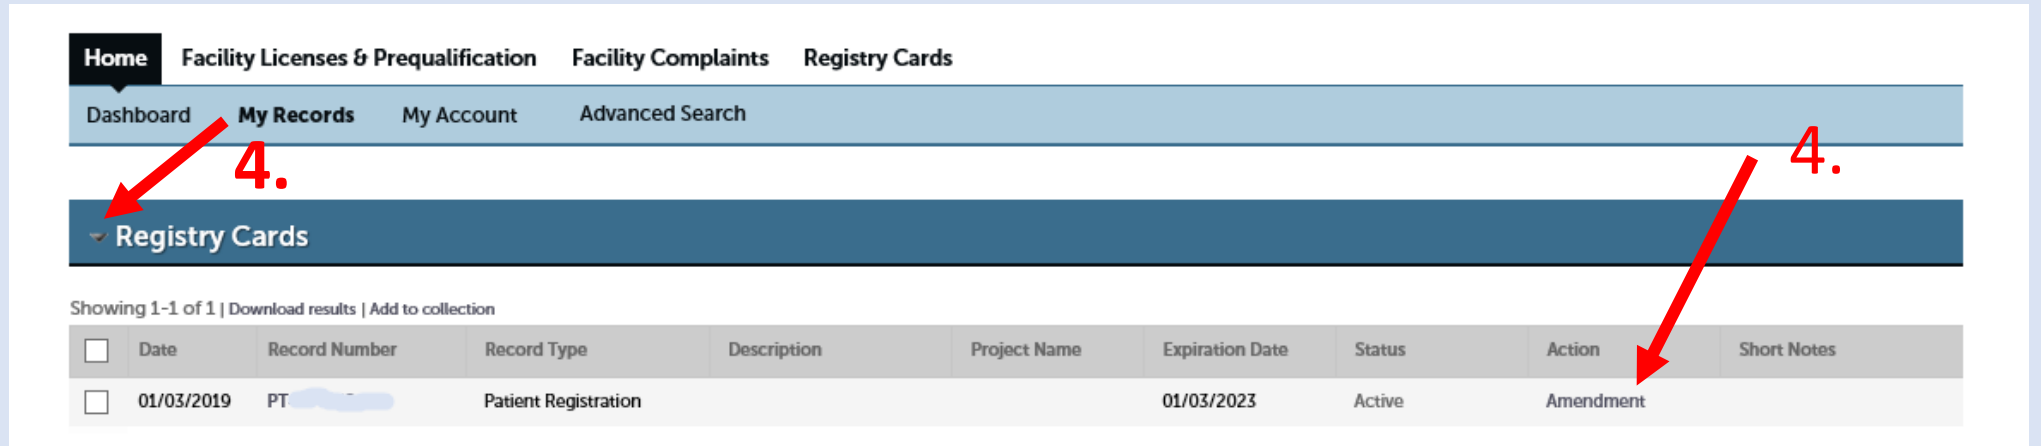 Home Facility Licenses & Prequalification Facility Complaints Registry Cards
Dashboard My Records My Account Advanced Search
4. 4.
Registry Cards
Showing 1-1 of 1 | Download results | Add to collection
Date Record Number Record Type Description Project Name Expiration Date Status Action Short Notes
01/03/2019 PT Patient Registration 01/03/2023 Active Amendment